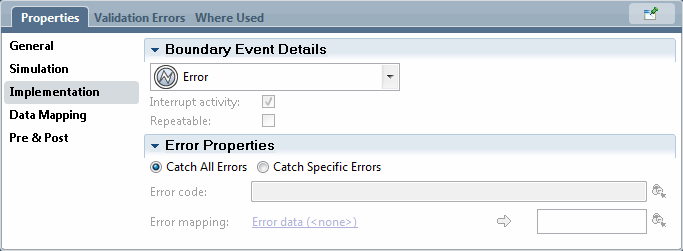 Properties Validation Errors Where Used
General
Simulation
Implementation
Data Mapping
Pre & Post
Boundary Event Details
Error
Interrupt activity:
Repeatable:
Error Properties
Catch All Errors Catch Specific Errors
Error code:
Error mapping: Error data (<none>)